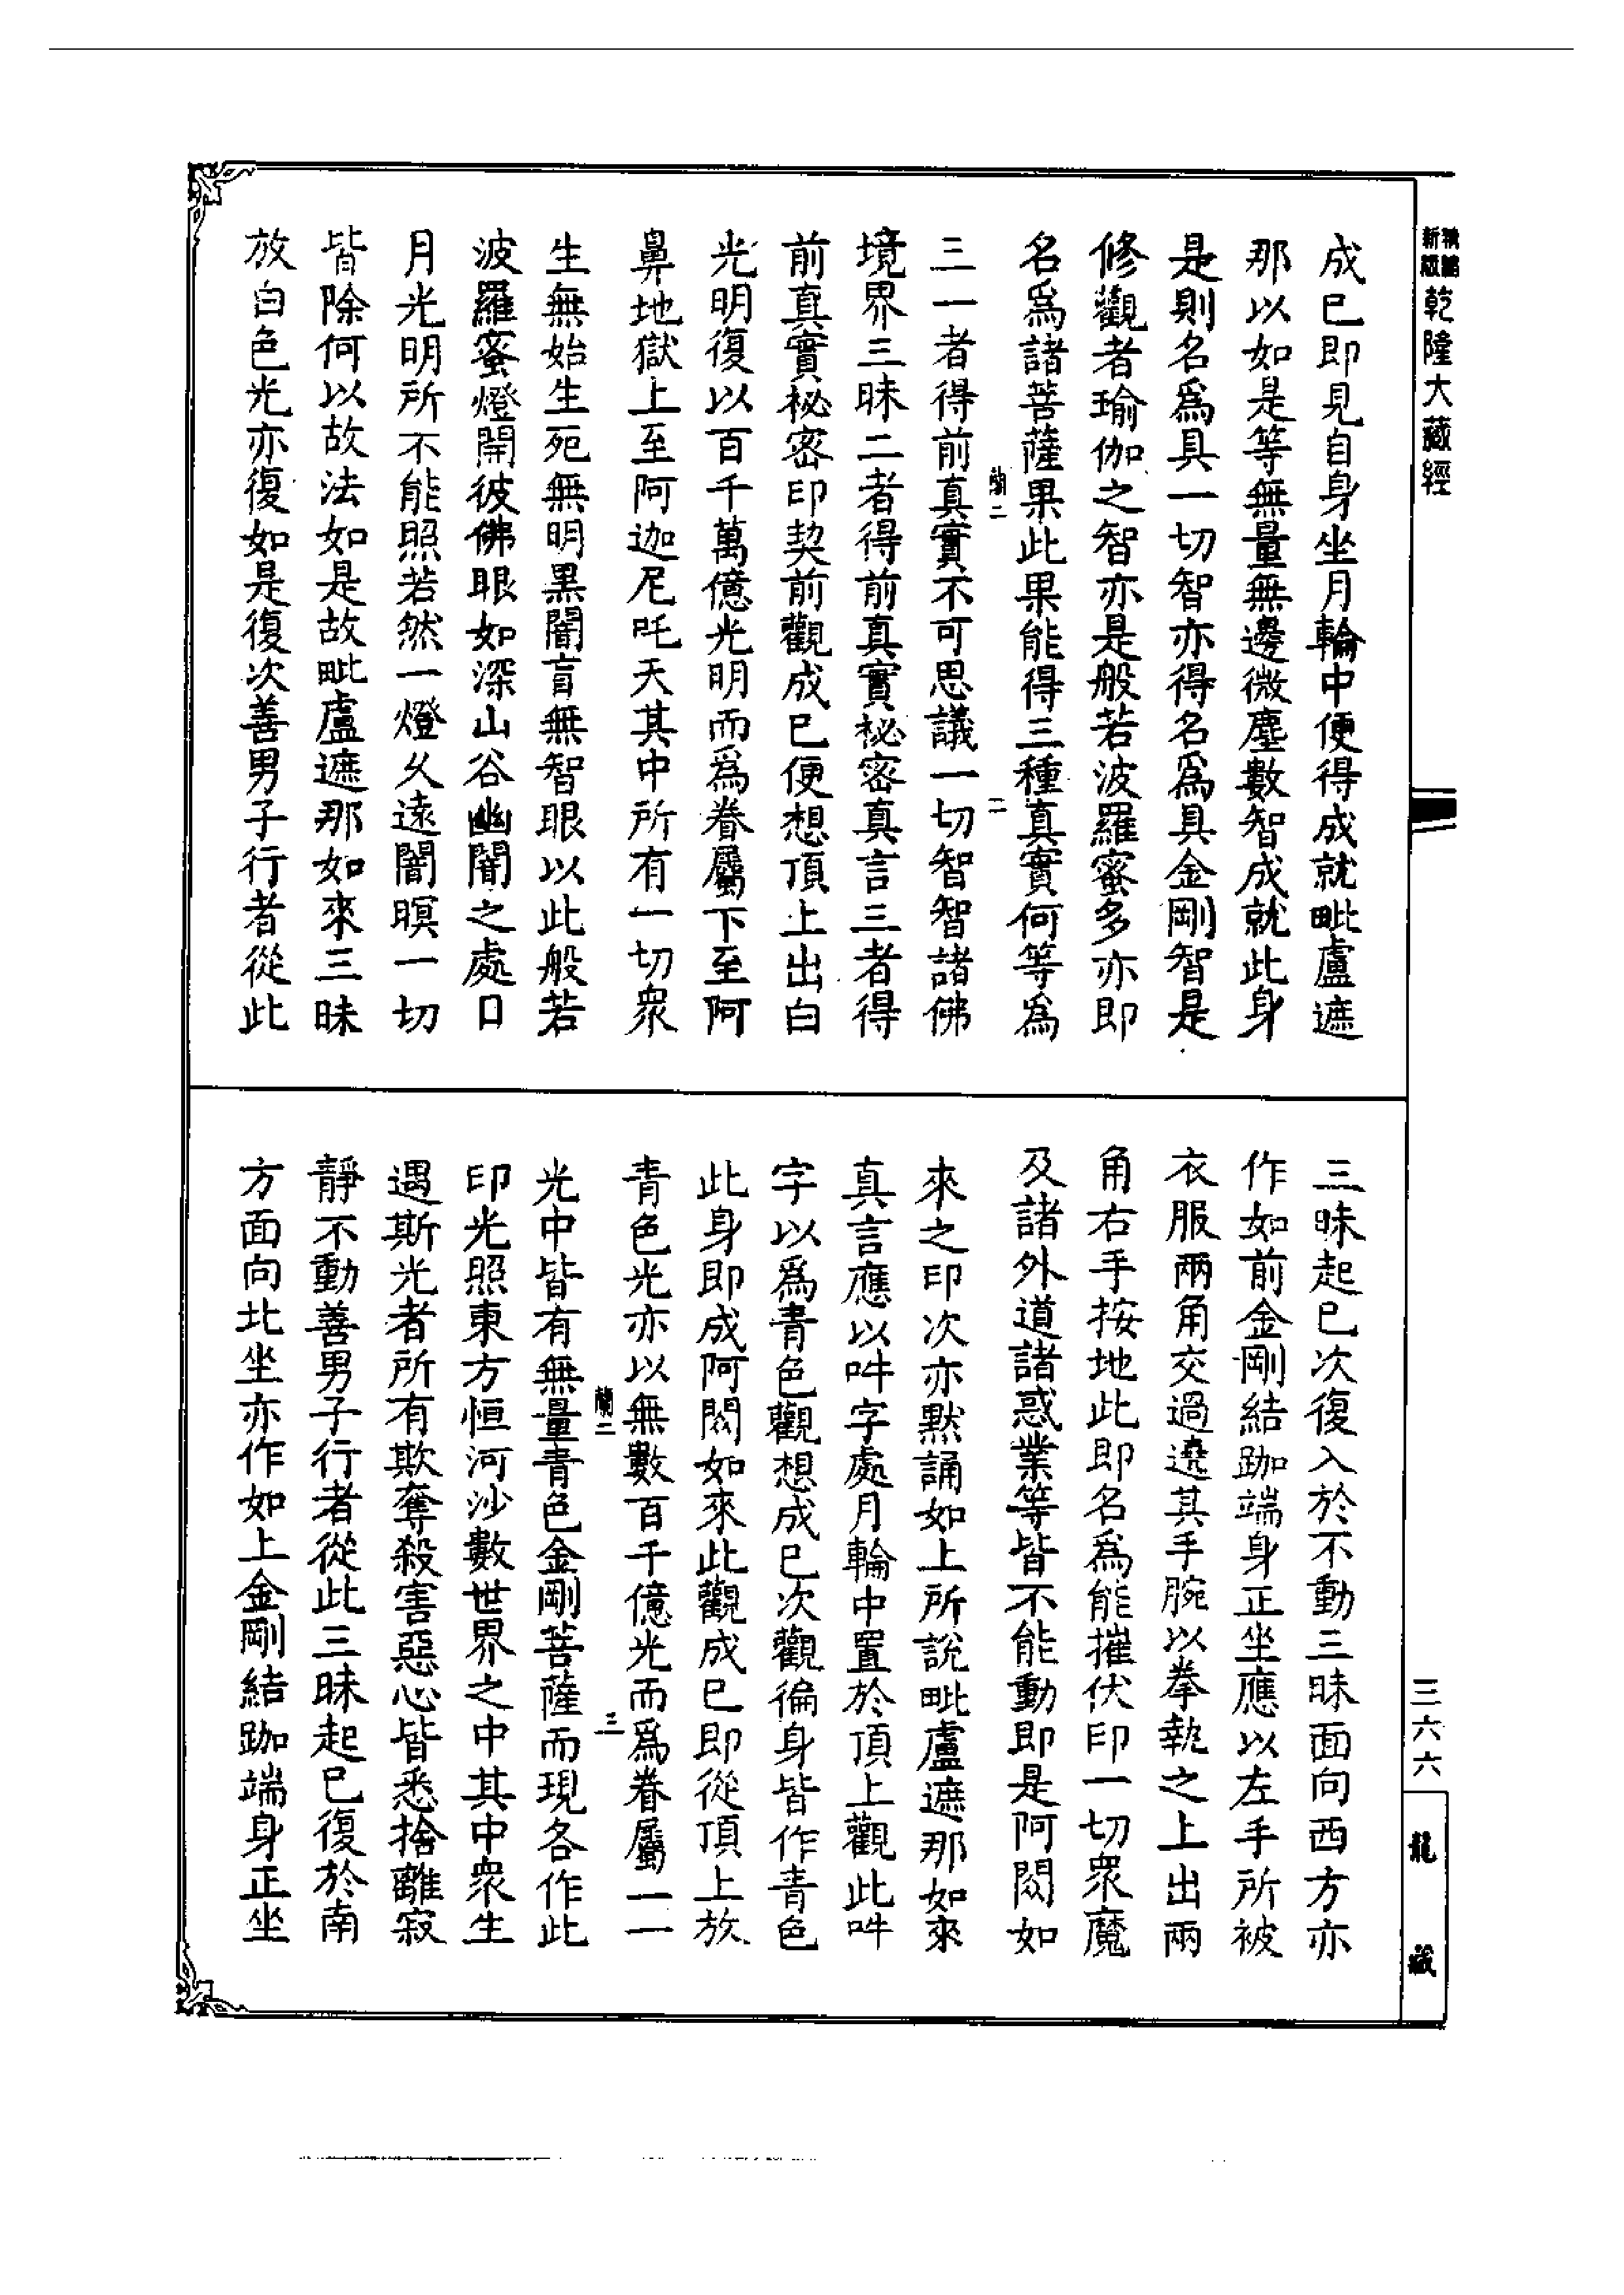 新版
精縮
乾隆大藏經
成已即見自身坐月輪中便得成就毗盧遮
那以如是等無量無邊微塵數智成就此身
是則名爲具一切智亦得名爲具金剛智是
修觀者瑜伽之智亦是般若波羅蜜多亦即
名爲諸菩薩果此果能得三種真實何等爲
蘭二
二
三一者得前真實不可思議一切智智諸佛
境界三昧二者得前真實祕密真言三者得
前真實祕密印契前觀成已便想頂上出白
光明復以百千萬億光明而爲眷屬下至阿
鼻地獄上至阿迦尼吒天其中所有一切衆
生無始生死無明黑闇盲無智眼以此般若
波羅蜜燈開彼佛眼如深山谷幽闇之處日
月光明所不能照若然一燈乆遠闇暝一切
皆除何以故法如是故毗盧遮那如來三昧
放白色光亦復如是復次善男子行者從此
三昧起已次復入於不動三昧面向西方亦
作如前金剛結跏端身正坐應以左手所被
衣服兩角交過遶其手腕以拳執之上出兩
角右手按地此即名爲能摧伏印一切衆魔
及諸外道諸惑業等皆不能動即是阿閦如
來之印次亦默誦如上所說毗盧遮那如來
真言應以吽字處月輪中置於頂上觀此吽
字以爲青色觀想成已次觀徧身皆作青色
此身即成阿閦如來此觀成已即從頂上放
青色光亦以無數百千億光而爲眷屬一一
蘭二
三
光中皆有無量青色金剛菩薩而現各作此
印光照東方恒河沙數世界之中其中衆生
遇斯光者所有欺奪殺害惡心皆悉捨離寂
靜不動善男子行者從此三昧起已復於南
方面向北坐亦作如上金剛結跏端身正坐
三六六
龍藏